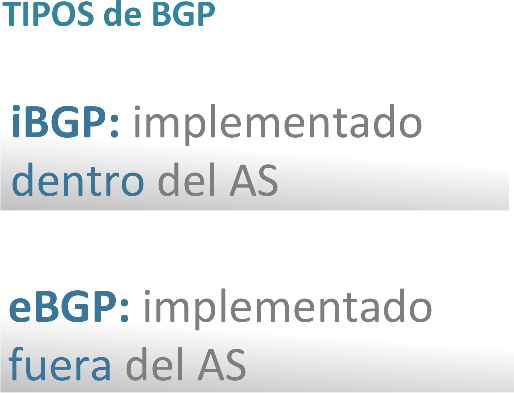 TIPOS de BGP
iBGP: implementado
dentro del AS
eBGP: implementado
fuera del AS